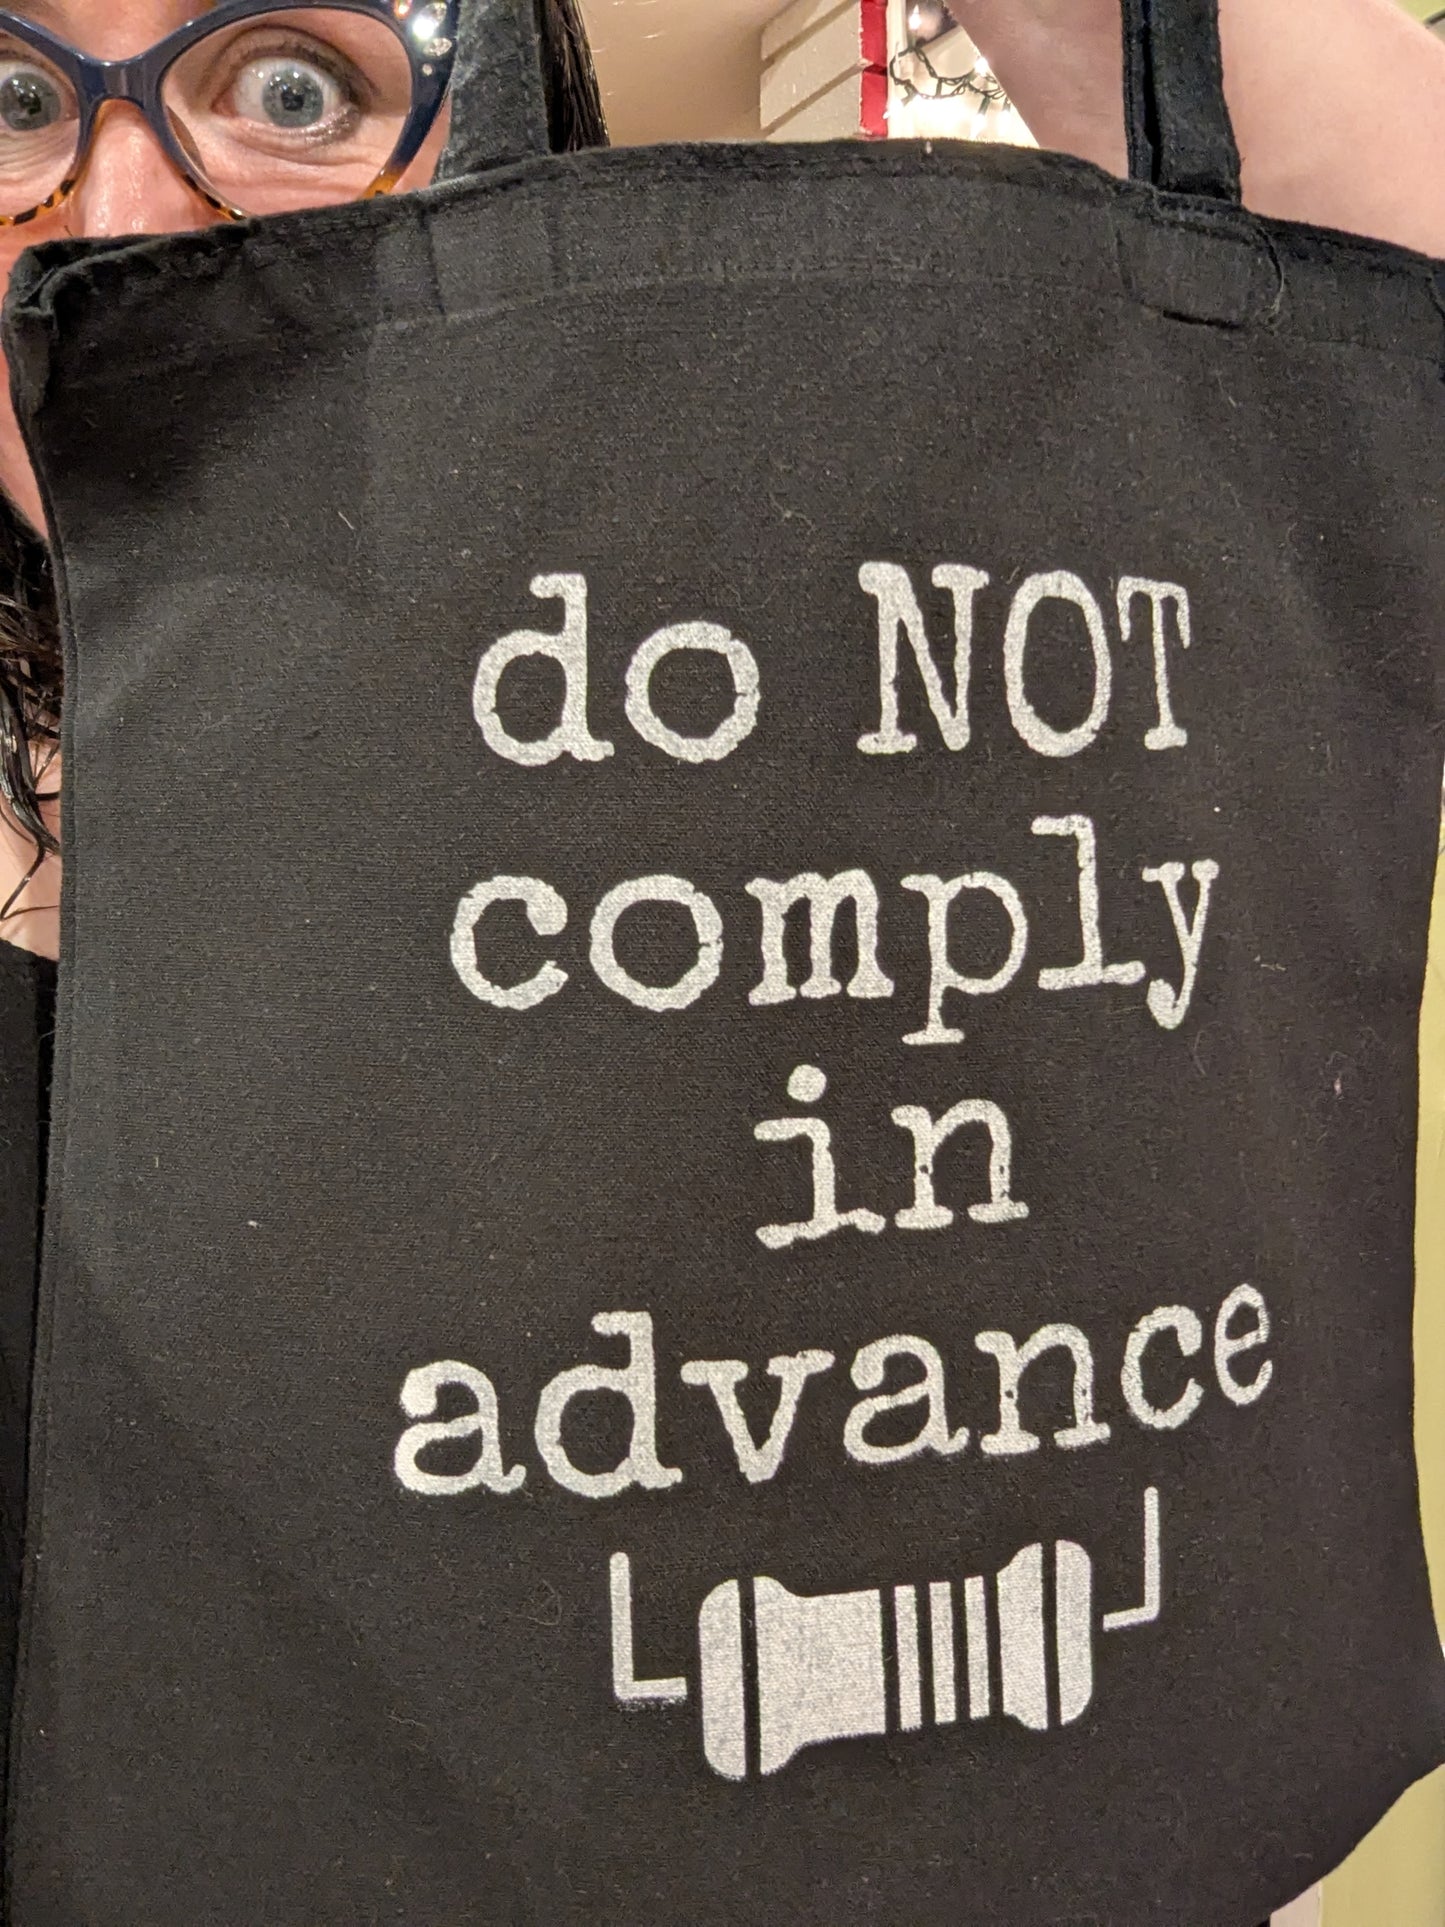 do NOT
comply
in
advance